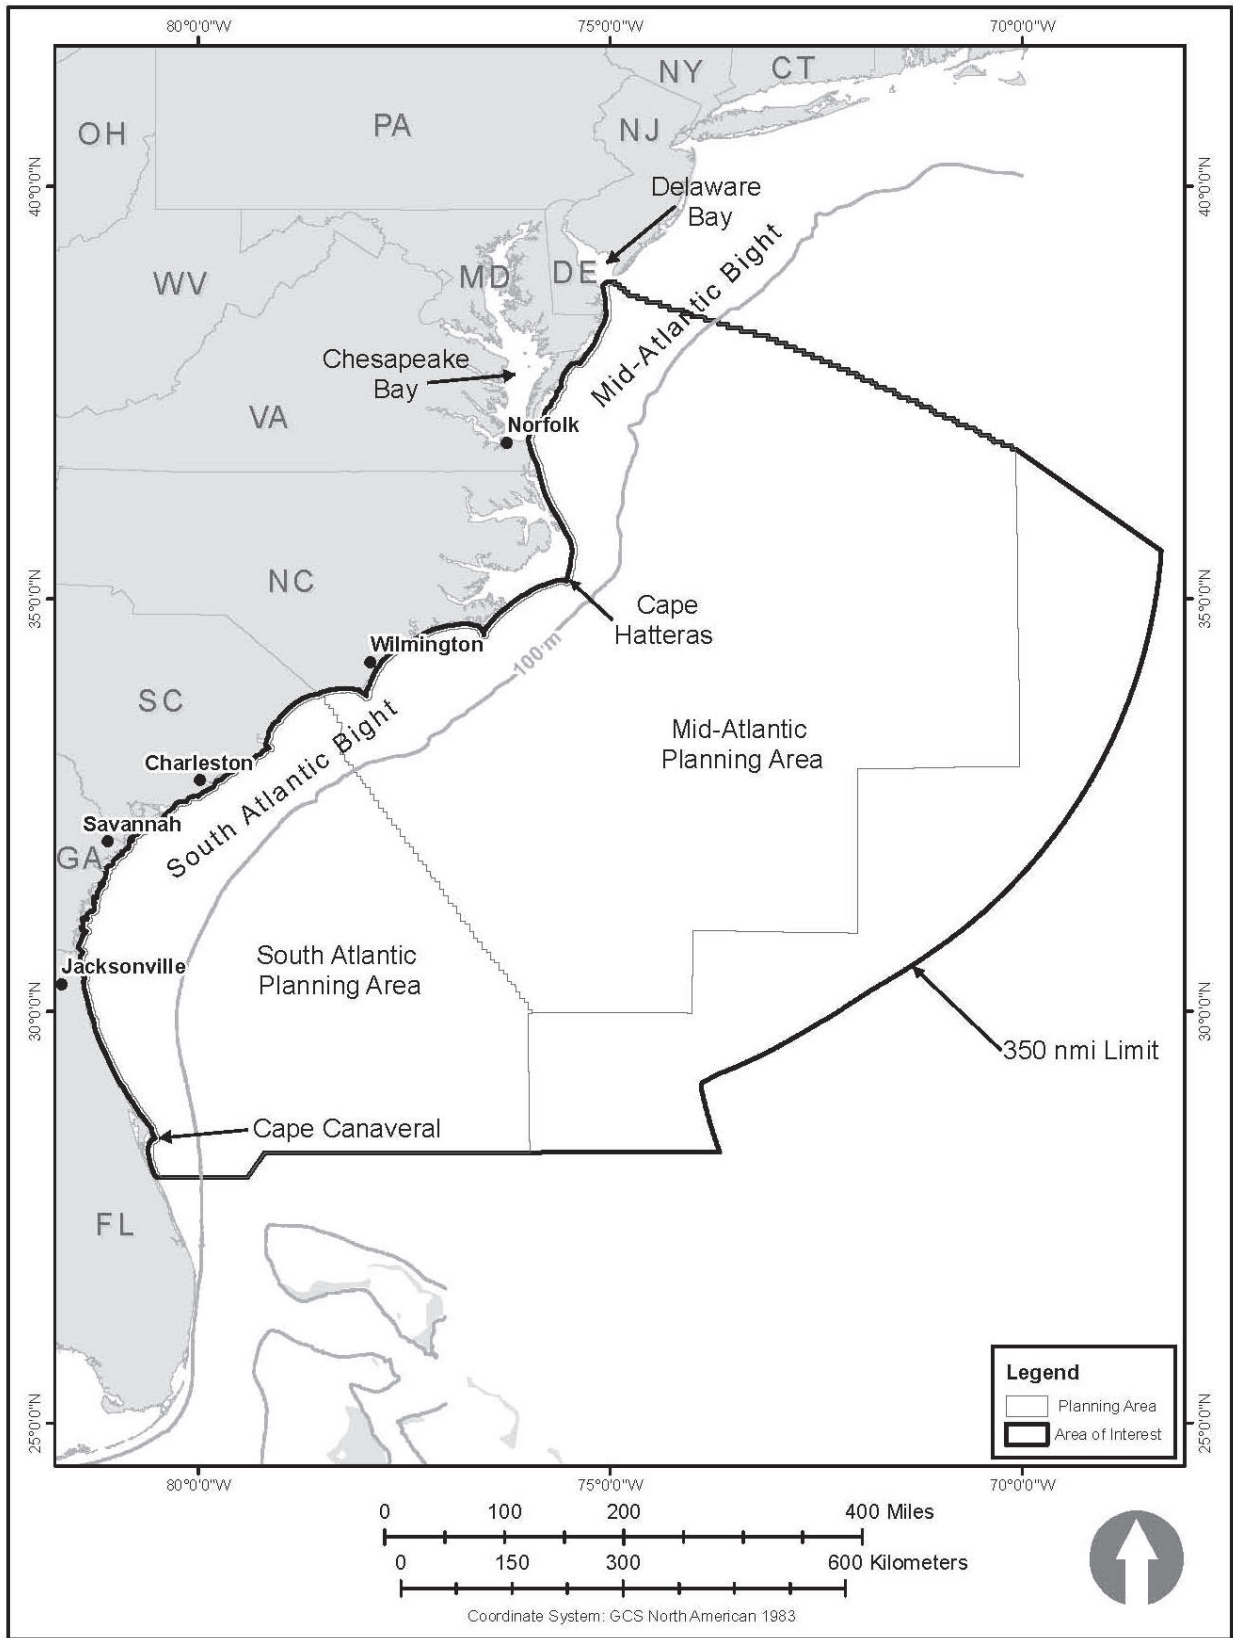 80°0'0"W
75°0'0"W
70°0'0"W
NY
CT
OH
PA
NJ
40°0'0"N
40°0'0"N
Delaware
Bay
WV
MD
DE
Mid-Atlantic Bight
Chesapeake
Bay
VA
Norfolk
NC
35°0'0"N
35°0'0"N
Cape
Hatteras
100 m
Wilmington
SC
South Atlantic Bight
Mid-Atlantic
Planning Area
Charleston
Savannah
GA
Jacksonville
South Atlantic
Planning Area
30°0'0"N
30°0'0"N
350 nmi Limit
Cape Canaveral
FL
Legend
Planning Area
Area of Interest
25°0'0"N
25°0'0"N
80°0'0"W
75°0'0"W
70°0'0"W
0 100 200 400 Miles
0 150 300 600 Kilometers
Coordinate System: GCS North American 1983